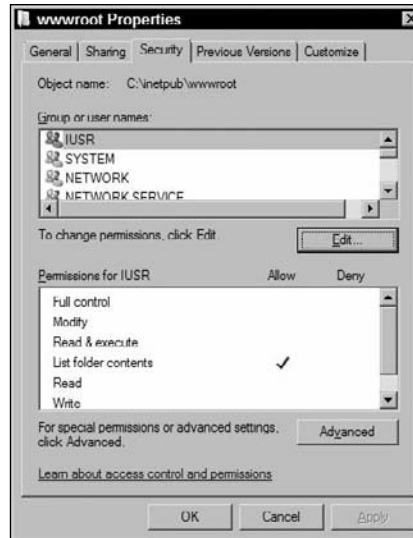 wwwroot Properties
General Sharing Security Previous Versions Customize
Object name: C:\inetpub\wwwroot
Group or user names:
IUSR
SYSTEM
NETWORK
NETWORK SERVICE
To change permissions, click Edit.
Edit...
Permissions for IUSR Allow Deny
Full control
Modify
Read & execute
List folder contents
Read
Write
For special permissions or advanced settings, click Advanced.
Advanced
Learn about access control and permissions
OK Cancel Apply